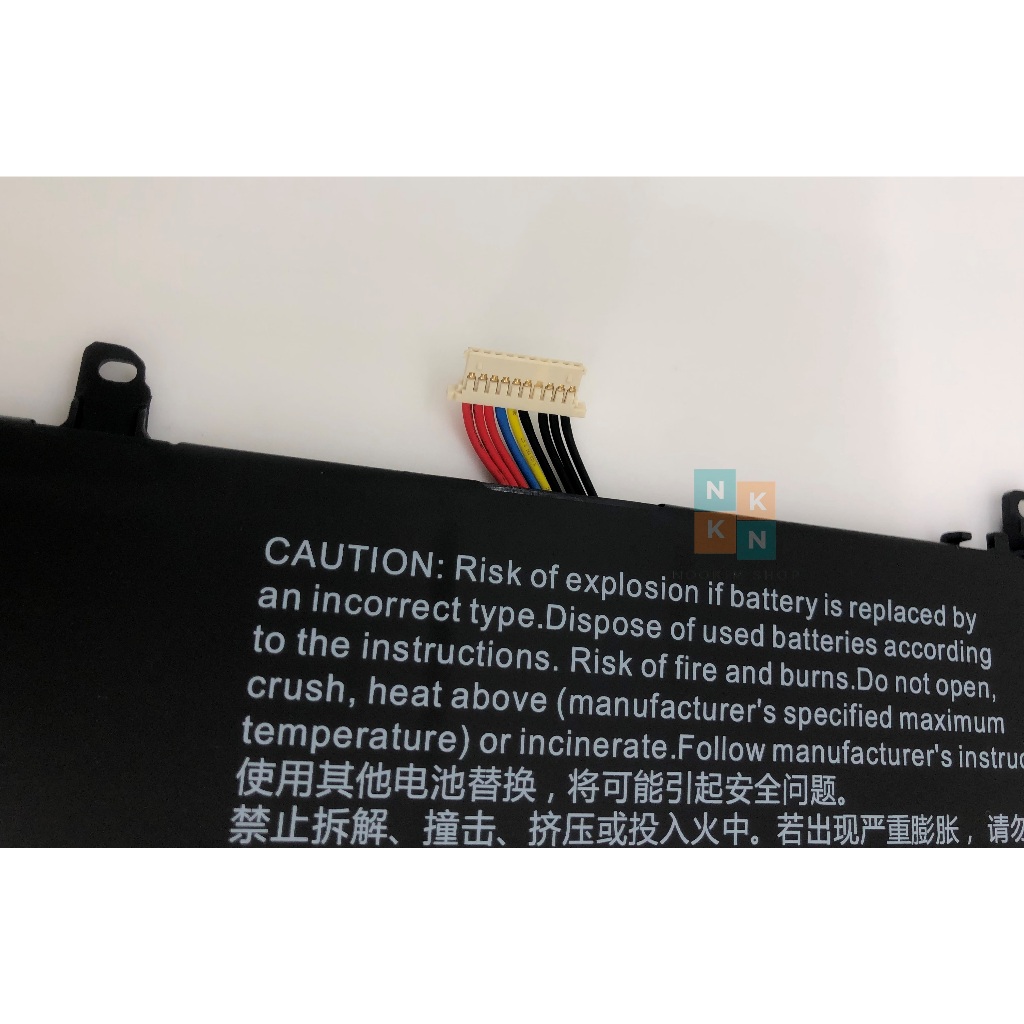 N K
K N
CAUTION: Risk of explosion if battery is replaced by
an incorrect type.Dispose of used batteries according
to the instructions. Risk of fire and burns.Do not open,
crush, heat above (manufacturer's specified maximum
temperature) or incinerate.Follow manufacturer's instruc
使用其他电池替换，将可能引起安全问题。
禁止拆解、撞击、挤压或投入火中。若出现严重膨胀，请勿